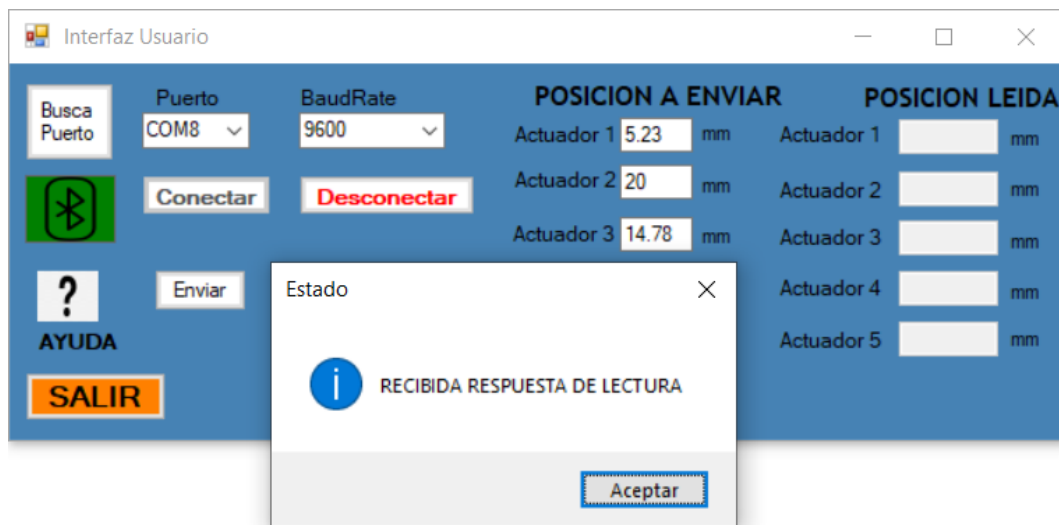 Interfaz Usuario
Busca
Puerto
Puerto
COM8
BaudRate
9600
Conectar
Desconectar
?
AYUDA
Enviar
SALIR
POSICION A ENVIAR
Actuador 1 5.23 mm
Actuador 2 20 mm
Actuador 3 14.78 mm
POSICION LEIDA
Actuador 1 mm
Actuador 2 mm
Actuador 3 mm
Actuador 4 mm
Actuador 5 mm
Estado
i
RECIBIDA RESPUESTA DE LECTURA
Aceptar